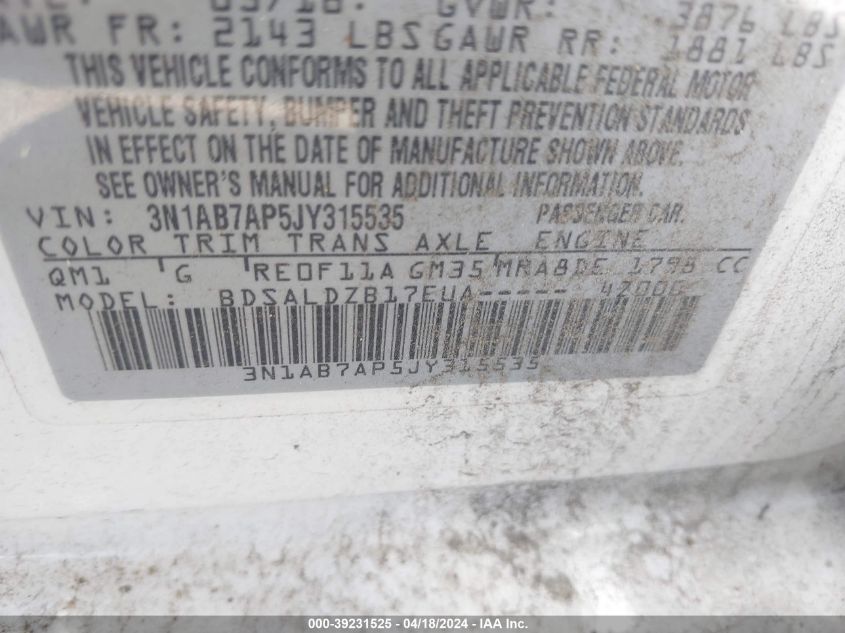 GVWR: 3876 LBS
GAWR FR: 2143 LBS GAWR RR: 1881 LBS
THIS VEHICLE CONFORMS TO ALL APPLICABLE FEDERAL MOTOR
VEHICLE SAFETY, BUMPER AND THEFT PREVENTION STANDARDS
IN EFFECT ON THE DATE OF MANUFACTURE SHOWN ABOVE.
SEE OWNER'S MANUAL FOR ADDITIONAL INFORMATION
VIN: 3N1AB7AP5JY315535 PASSENGER CAR.
COLOR TRIM TRANS AXLE ENGINE
QM1 G RE0F11A GM35 MRA8DE 1798 CC
MODEL: BDSALDZB17EUA-----
3N1AB7AP5JY315535
000-39231525 - 04/18/2024 - IAA Inc.